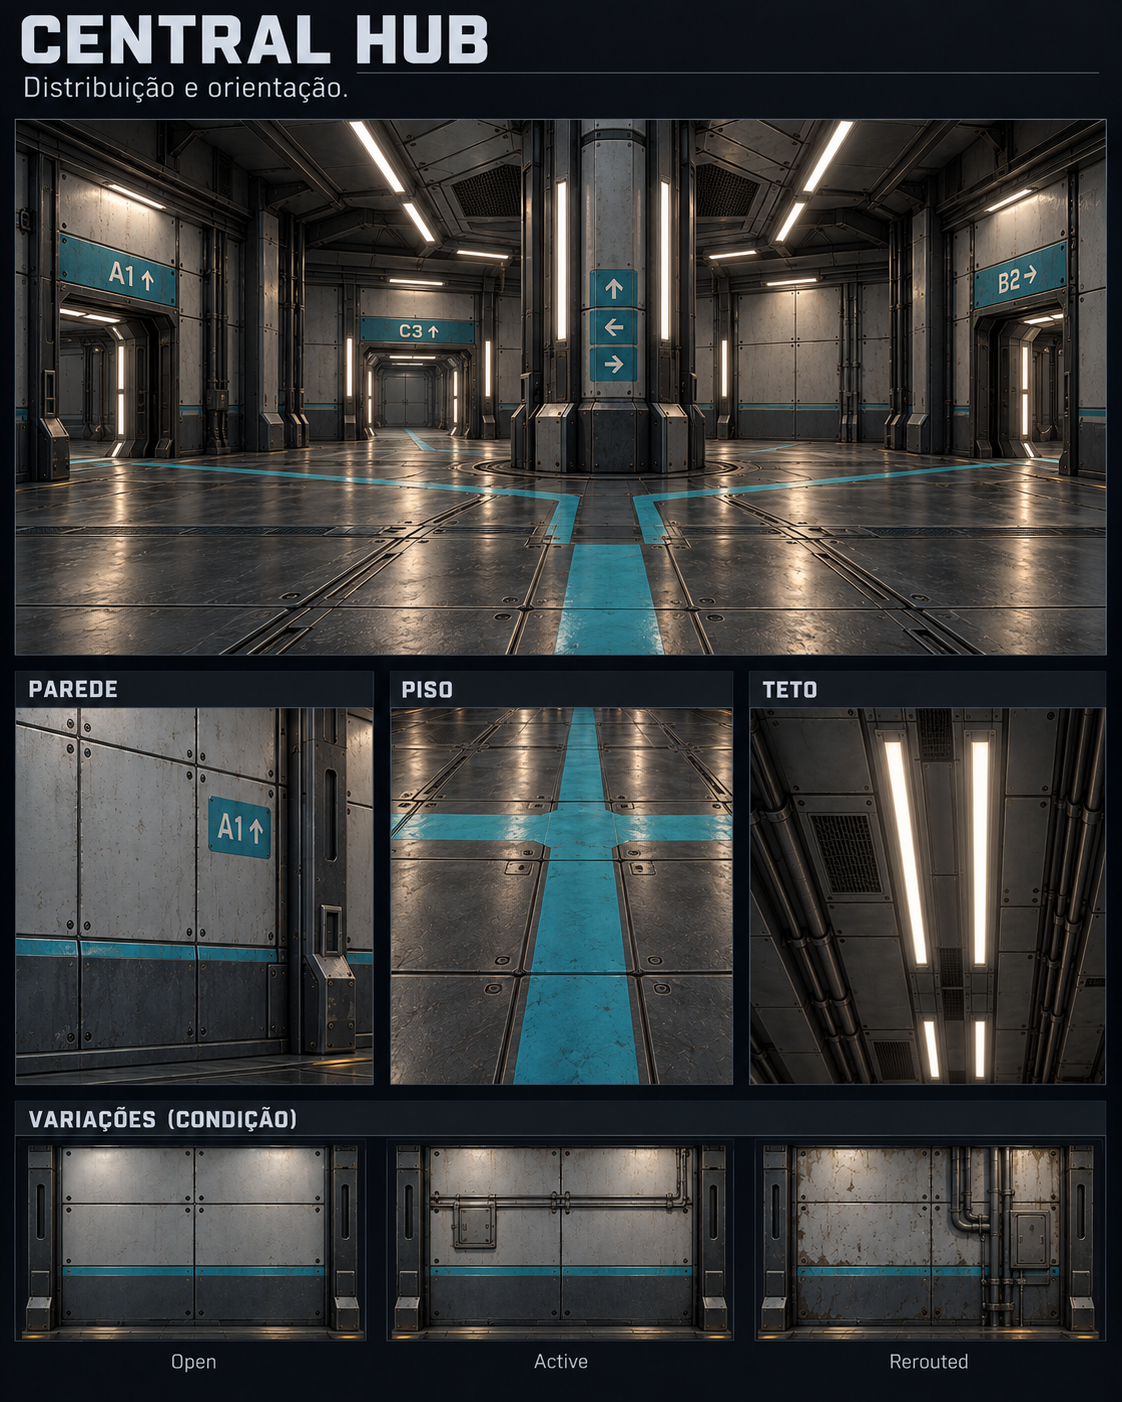 CENTRAL HUB
Distribuição e orientação.
A1 ↑
C3 ↑
↑
←
→
B2 →
PAREDE
PISO
TETO
A1 ↑
VARIAÇÕES (CONDIÇÃO)
Open
Active
Rerouted